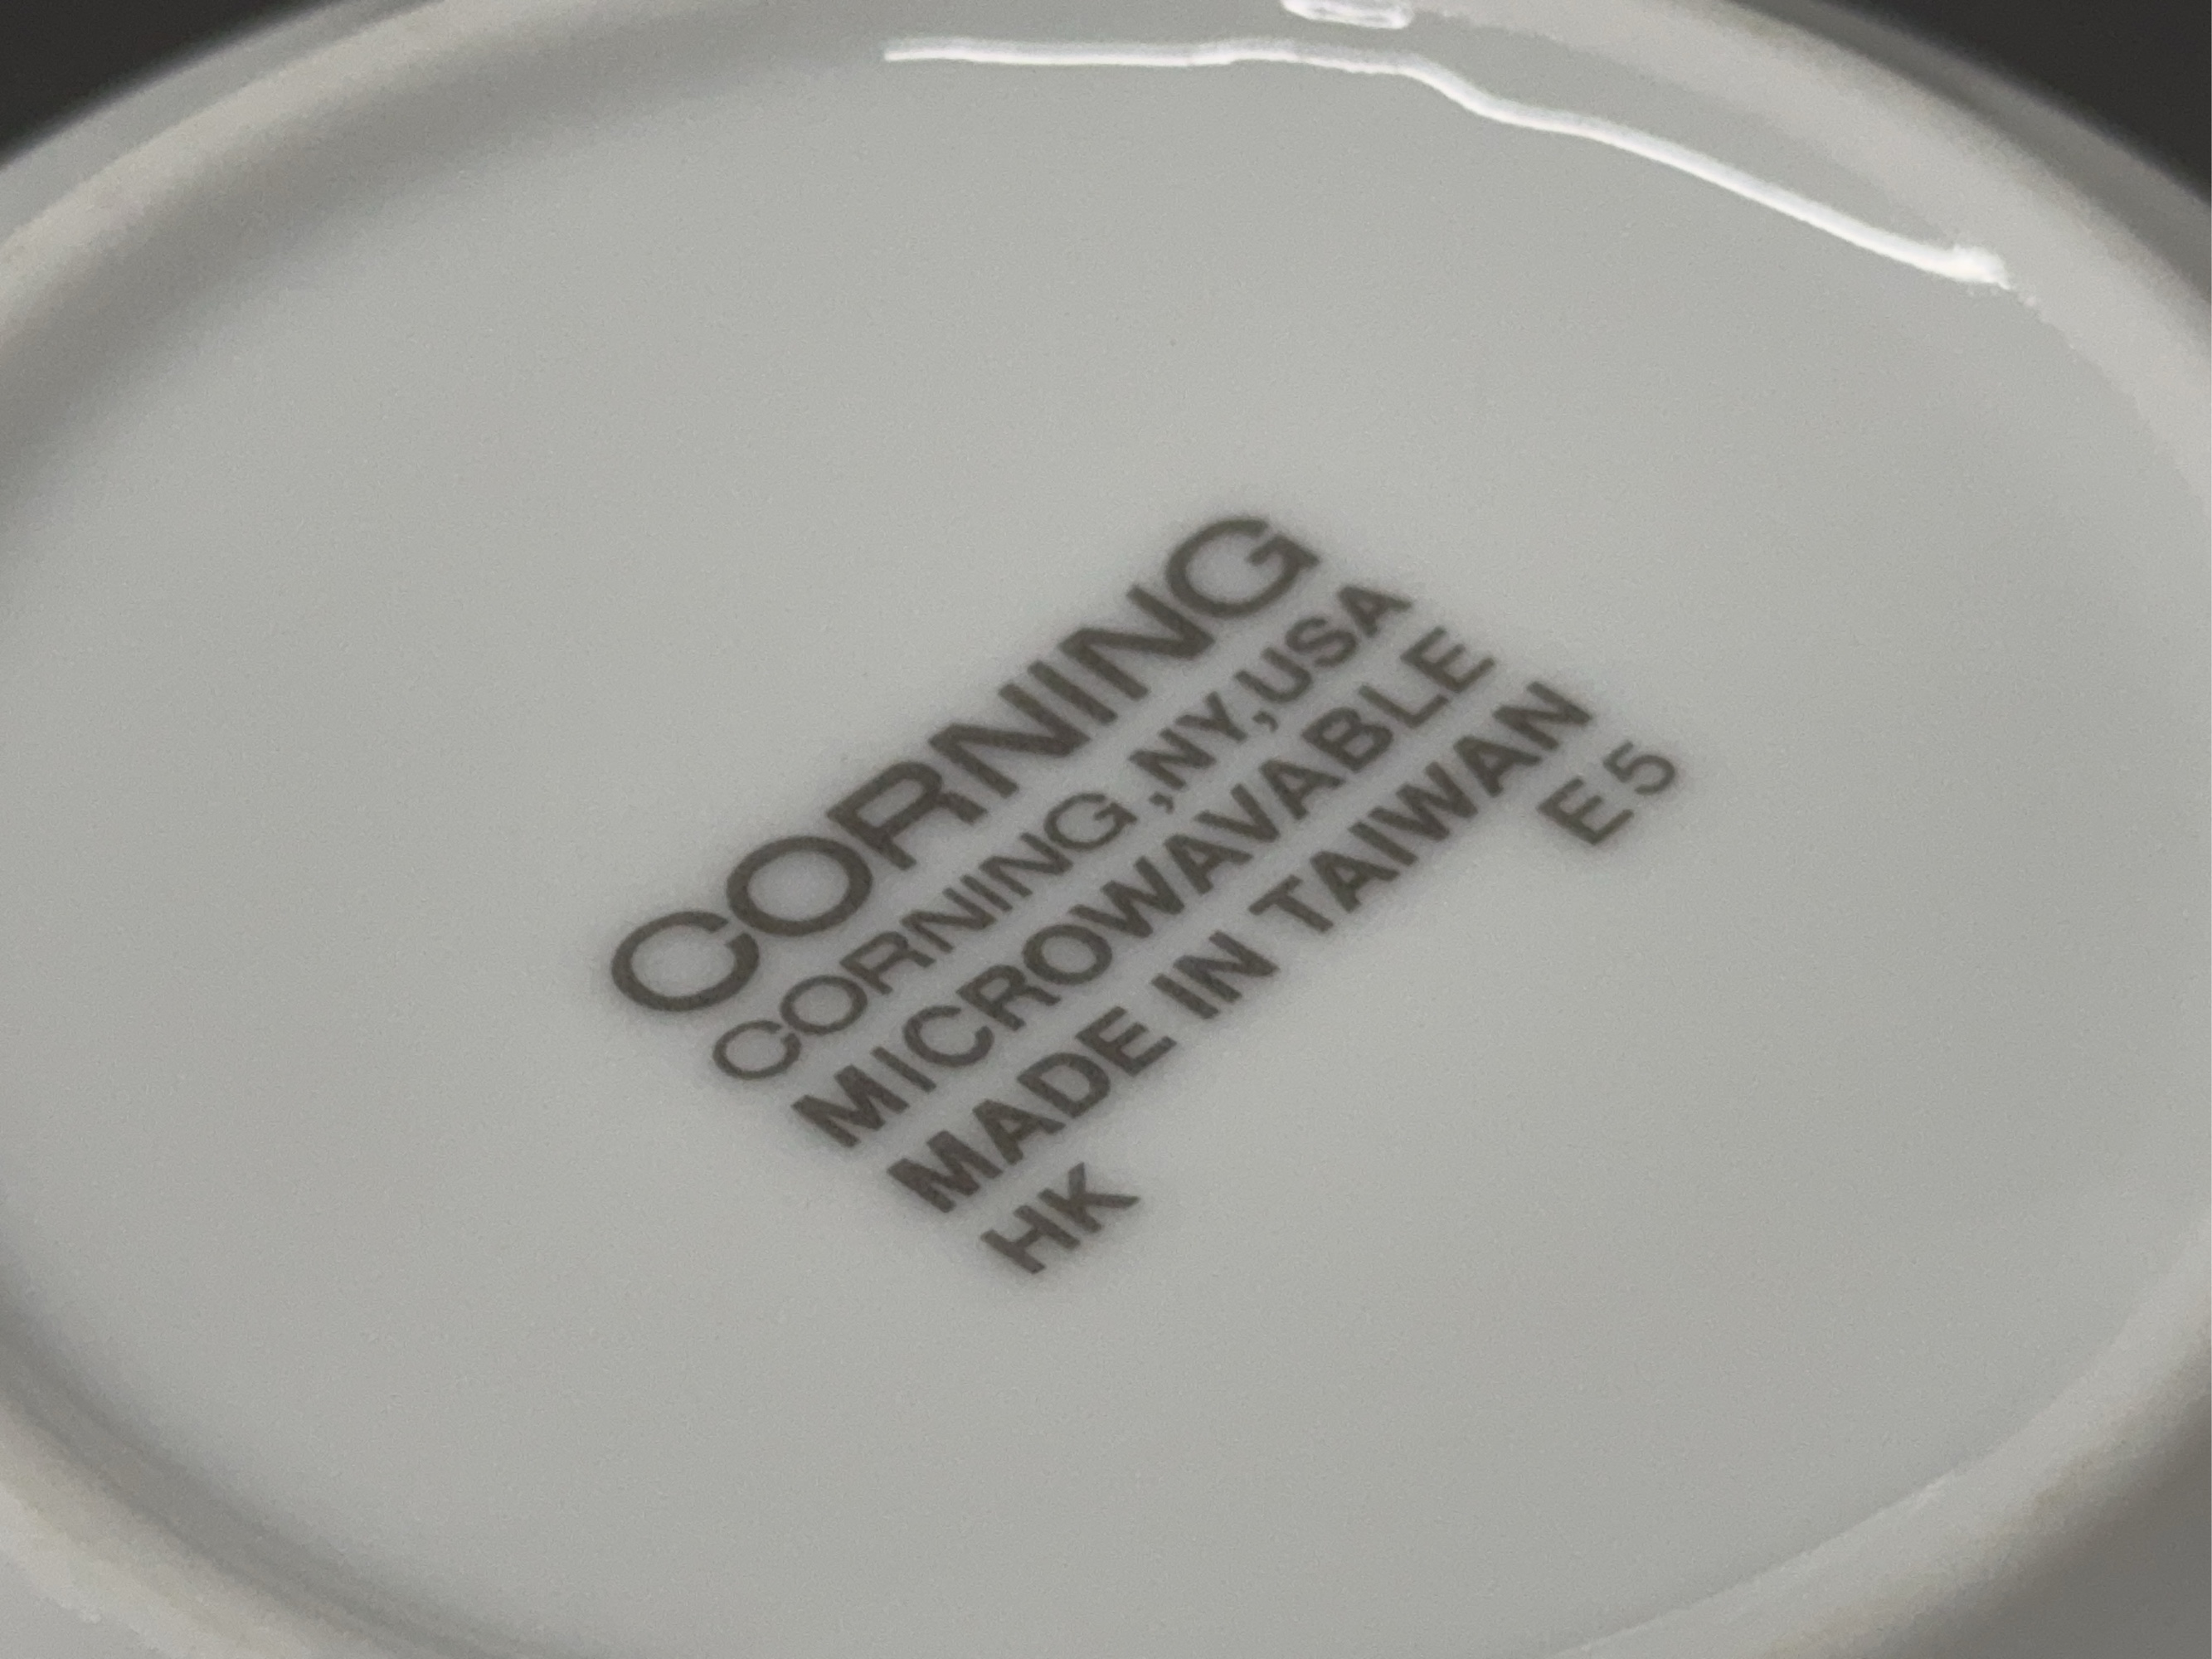 CORNING
CORNING ,NY,USA
MICROWAVABLE
MADE IN TAIWAN
HK E5